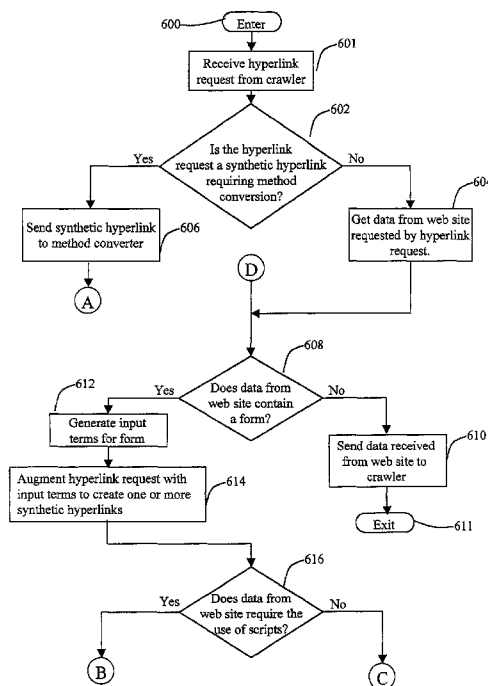 600
Enter
601
Receive hyperlink
request from crawler
602
Is the hyperlink
request a synthetic hyperlink
requiring method
conversion?
Yes
No
604
Send synthetic hyperlink
to method converter
606
Get data from web site
requested by hyperlink
request.
A
D
608
Does data from
web site contain
a form?
Yes
No
612
Generate input
terms for form
610
Send data received
from web site to
crawler
Augment hyperlink request with
input terms to create one or more
synthetic hyperlinks
614
Exit
611
616
Does data from
web site require the
use of scripts?
Yes
No
B
C